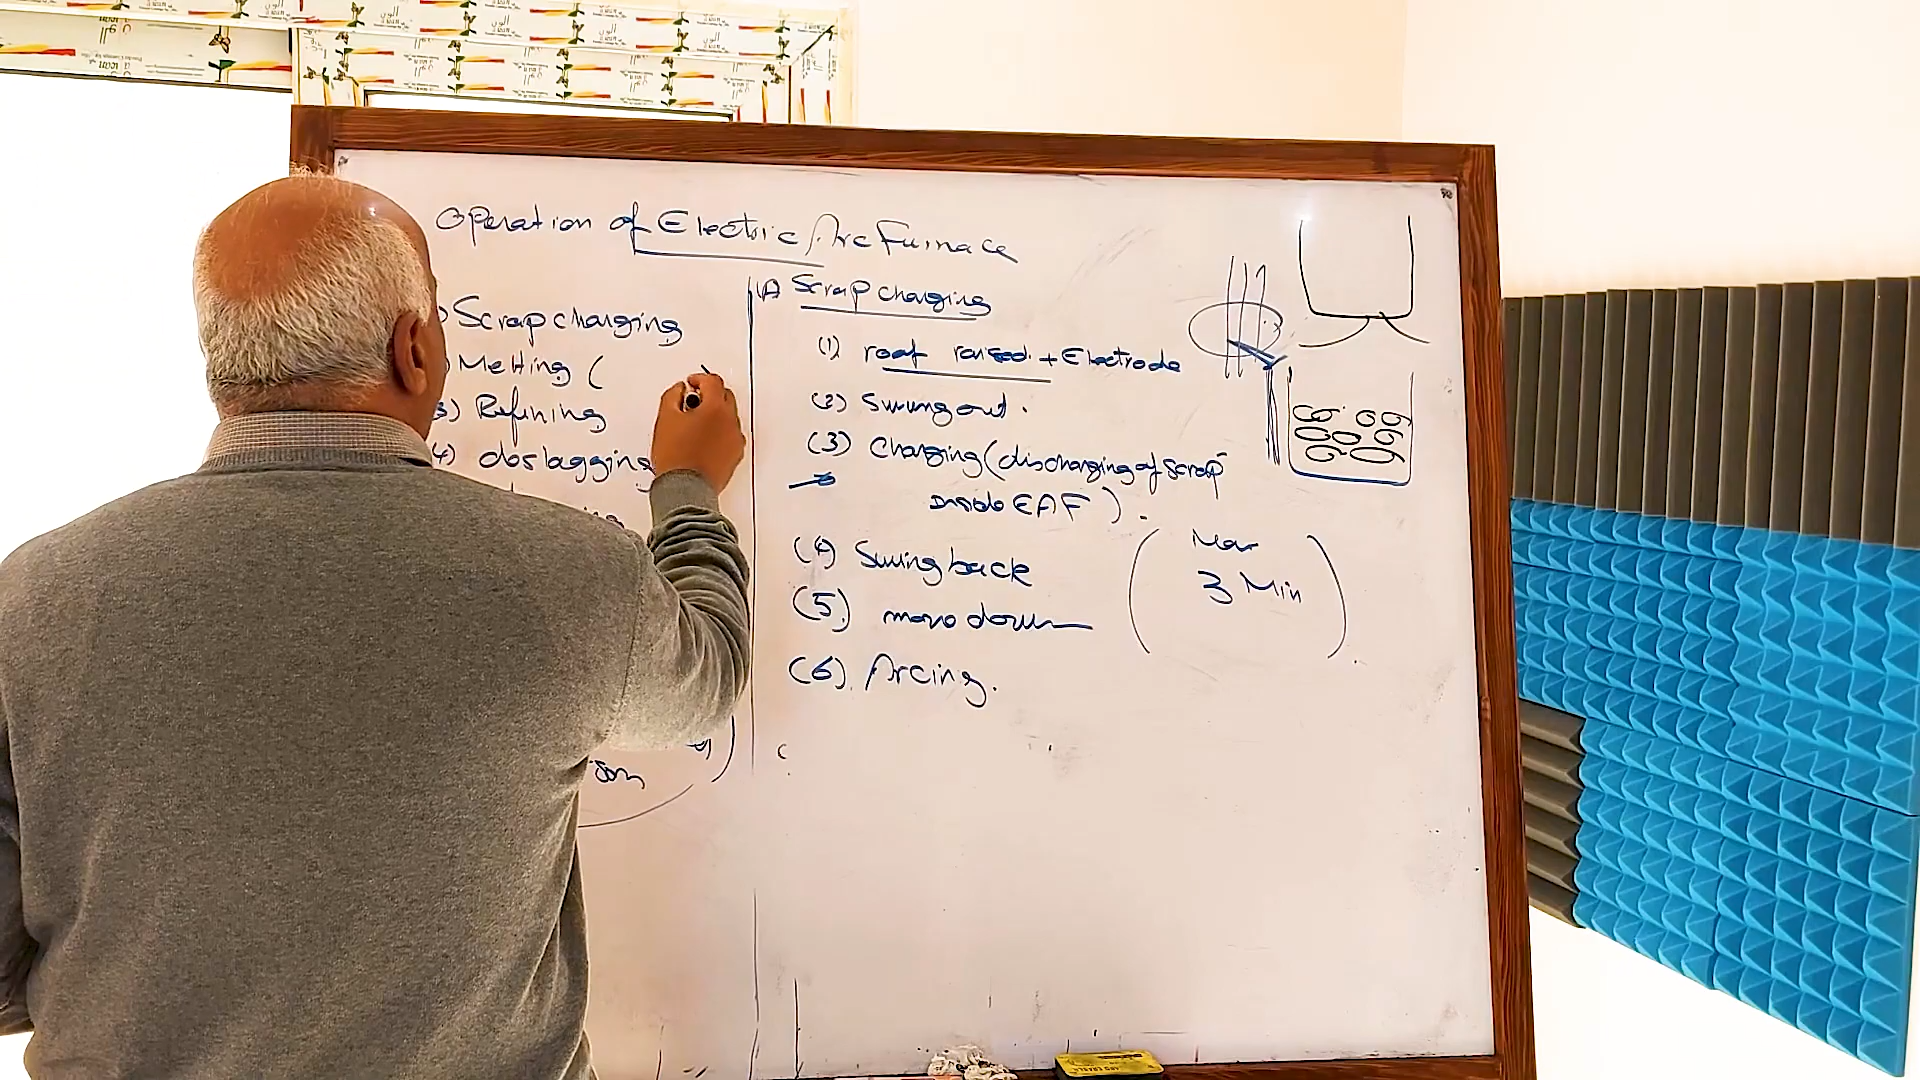 Operation of Electric Arc Furnace
Scrap charging
Melting (
3) Refining
4) deslagging
(A) Scrap charging
(1) roof raised + Electrode
(2) Swing out.
(3) Charging (discharging of scrap
inside EAF).
(4) Swing back
(5) move down
(6). Arcing.
Max
3 Min